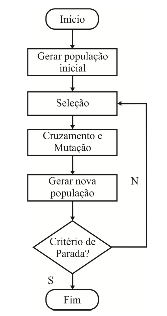 Início
Gerar população
inicial
Seleção
Cruzamento e
Mutação
Gerar nova
população
N
Critério de
Parada?
S
Fim